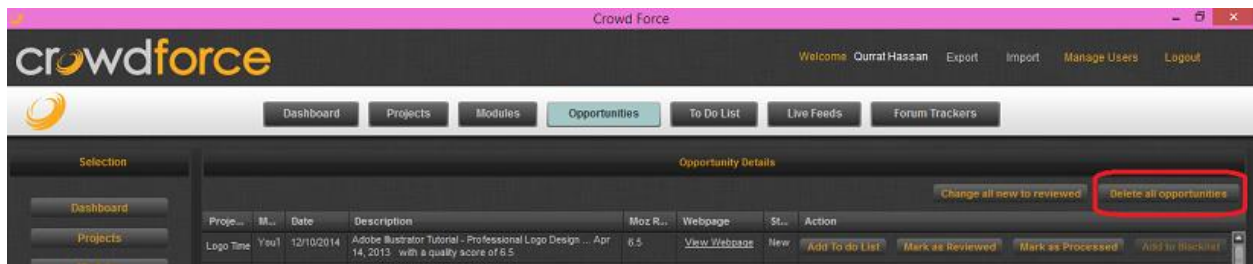 Crowd Force
crowdforce
Welcome Qurrat Hassan Export Import Manage Users Logout
Dashboard Projects Modules Opportunities To Do List Live Feeds Forum Trackers
Selection Opportunity Details
Change all new to reviewed Delete all opportunities
Dashboard
Proje... M... Date Description Moz R... Webpage St... Action
Projects
Logo Time You1 12/10/2014 Adobe Illustrator Tutorial - Professional Logo Design ... Apr 6.5 View Webpage New Add To do List Mark as Reviewed Mark as Processed Add to Blacklist
14, 2013 with a quality score of 6.5